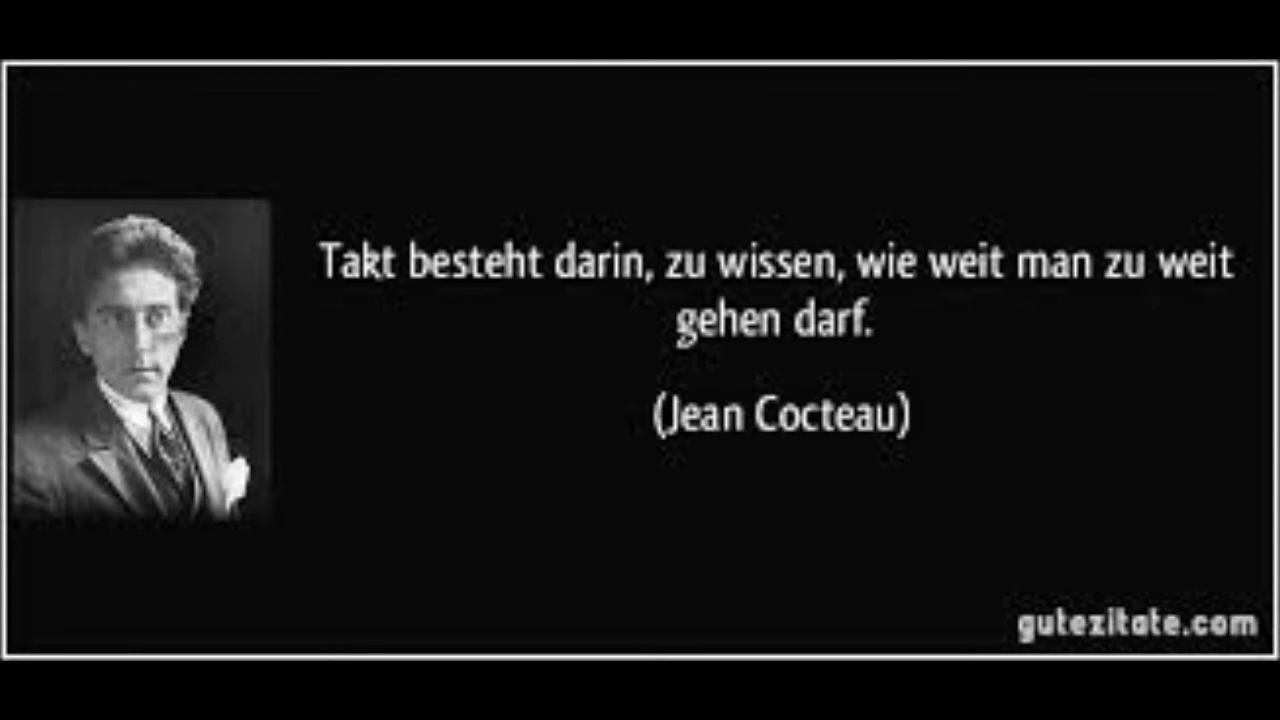 Takt besteht darin, zu wissen, wie weit man zu weit
gehen darf.
(Jean Cocteau)
gutezitate.com